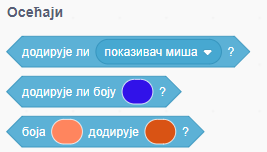 Осећаји
додирује ли показивач миша ?
додирује ли боју ?
боја додирује ?